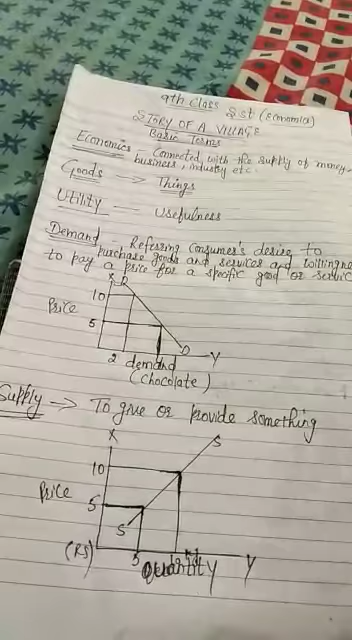 9th Class S.st (Economics)
STORY OF A VILLAGE
Basic Terms
Economics - Connected with the supply of money,
business, industry etc.
Goods → Things
Utility Usefulness
Demand - Referring Consumer's desire to
purchase goods and services and willingne
to pay a price for a specific good or servic
X D
10
Price
5
D
2 demand Y
(Chocolate)
Supply → To give or provide something
X S
10
Price
5
S
(RS) 5 Quantity Y